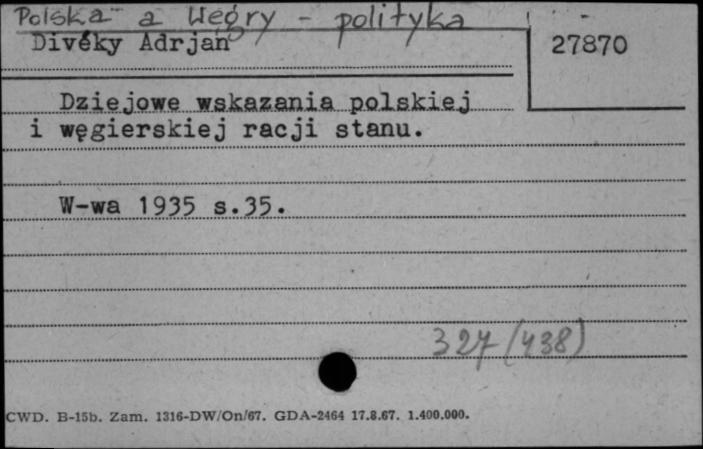 Polska a Węgry - polityka
Divéky Adrjan
27870
Dziejowe wskazania polskiej
i węgierskiej racji stanu.
W-wa 1935 s.35.
327 (438)
CWD. B-15b. Zam. 1316-DW/On/67. GDA-2464 17.8.67. 1.400.000.